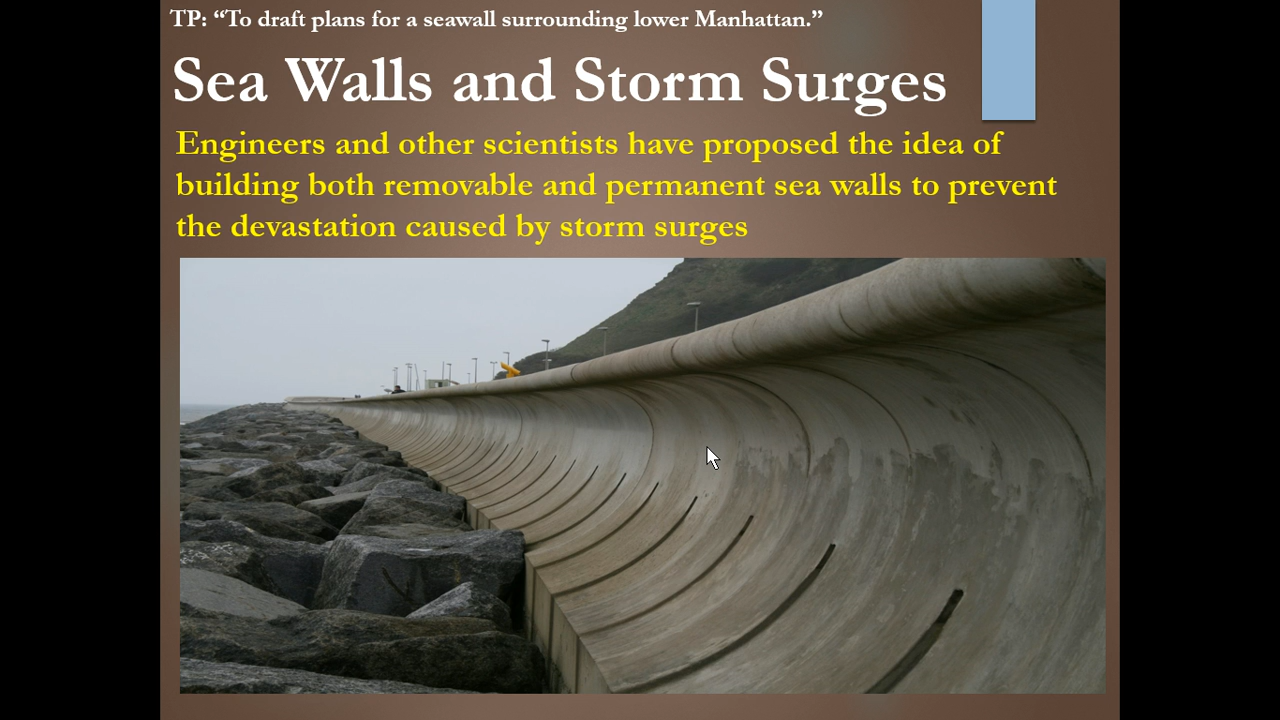 TP: “To draft plans for a seawall surrounding lower Manhattan.”
Sea Walls and Storm Surges
Engineers and other scientists have proposed the idea of
building both removable and permanent sea walls to prevent
the devastation caused by storm surges